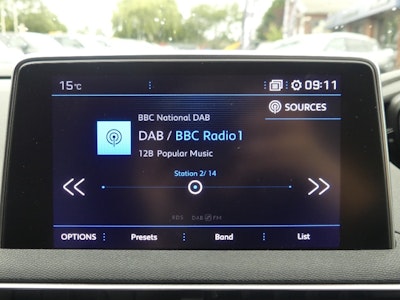 15°C 09:11
SOURCES
BBC National DAB
DAB / BBC Radio1
12B Popular Music
Station 2/ 14
RDS DAB FM
OPTIONS Presets Band List